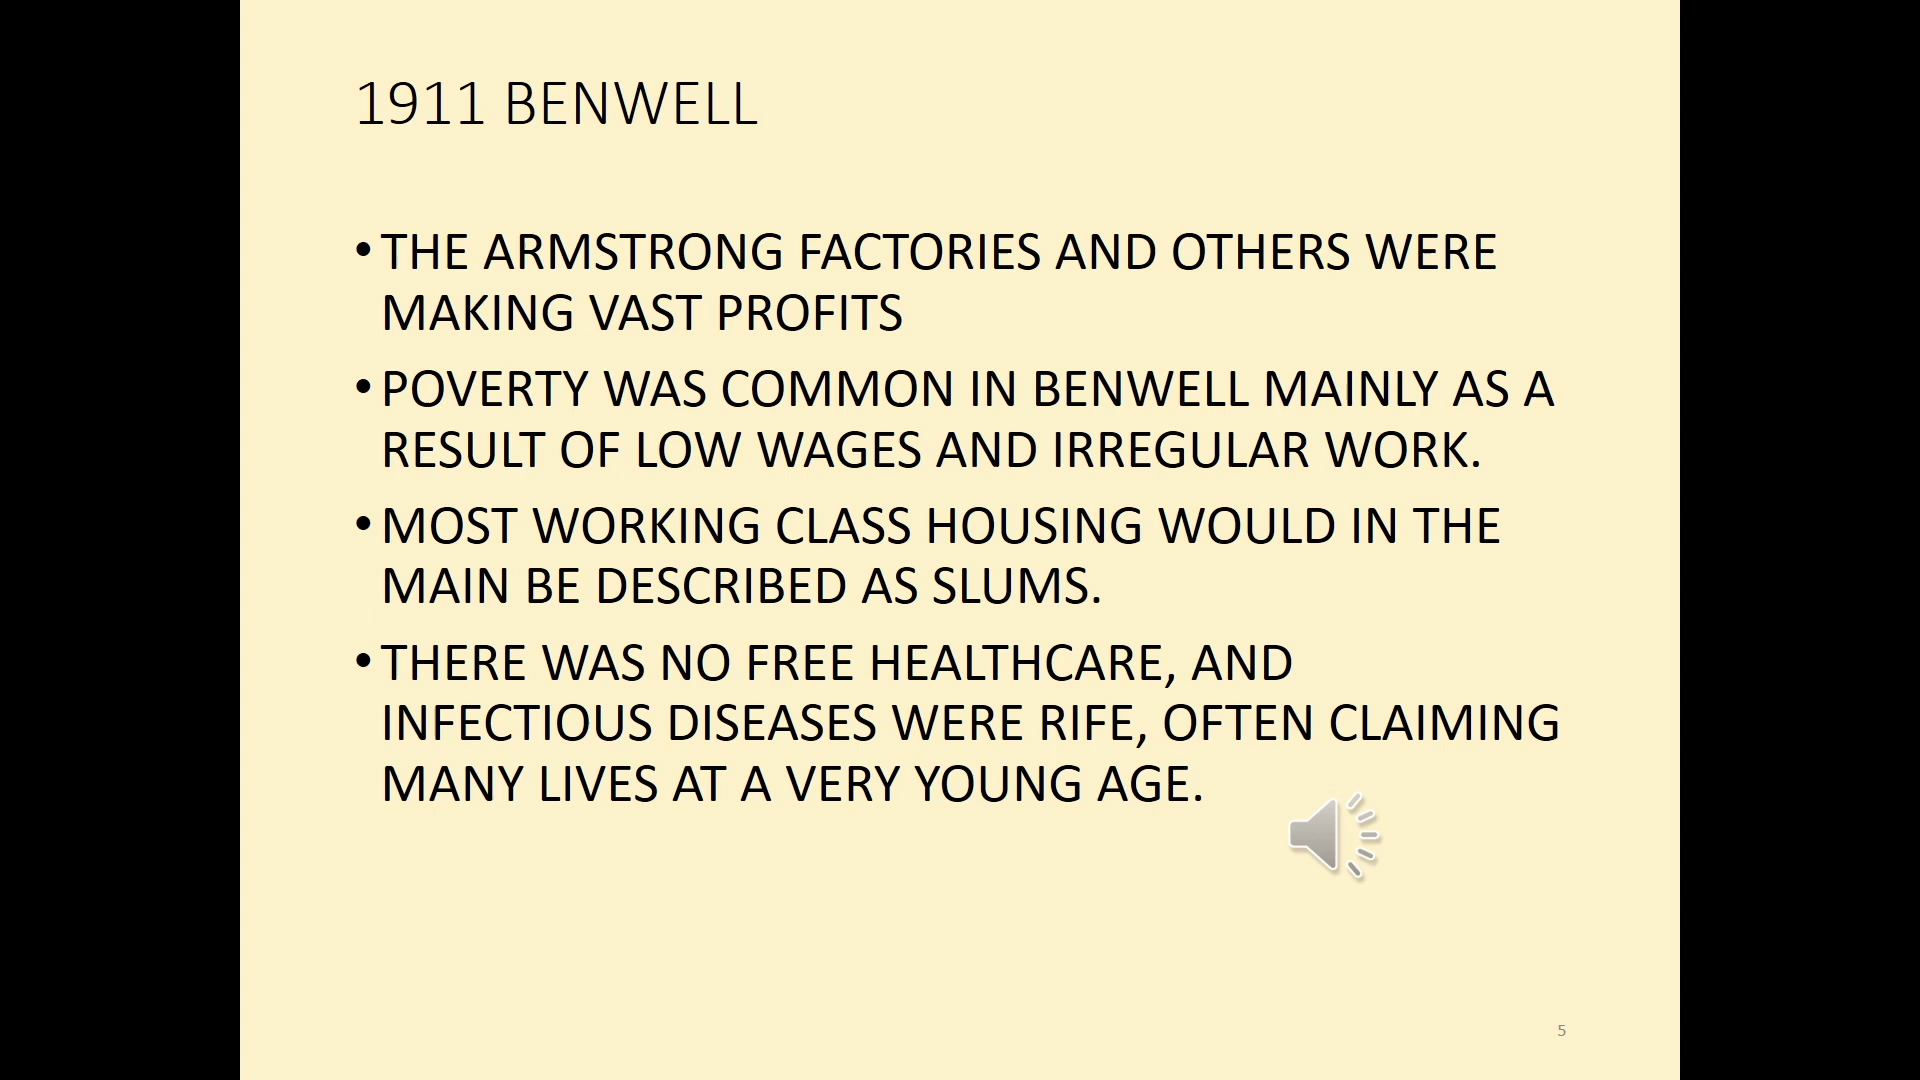 1911 BENWELL
•THE ARMSTRONG FACTORIES AND OTHERS WERE
MAKING VAST PROFITS
•POVERTY WAS COMMON IN BENWELL MAINLY AS A
RESULT OF LOW WAGES AND IRREGULAR WORK.
•MOST WORKING CLASS HOUSING WOULD IN THE
MAIN BE DESCRIBED AS SLUMS.
•THERE WAS NO FREE HEALTHCARE, AND
INFECTIOUS DISEASES WERE RIFE, OFTEN CLAIMING
MANY LIVES AT A VERY YOUNG AGE.
5